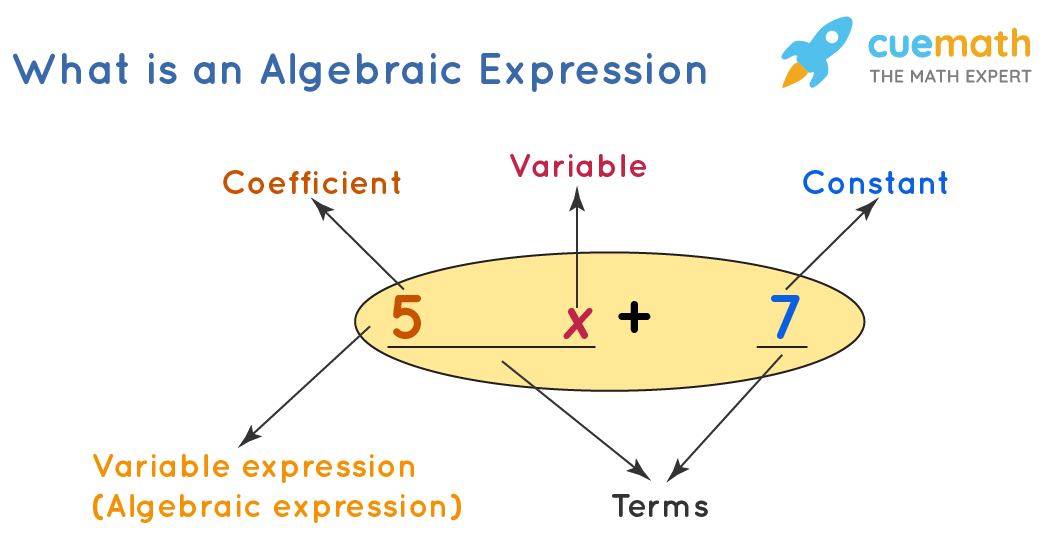 What is an Algebraic Expression
cuemath
THE MATH EXPERT
Coefficient
Variable
Constant
5 x + 7
Variable expression
(Algebraic expression)
Terms